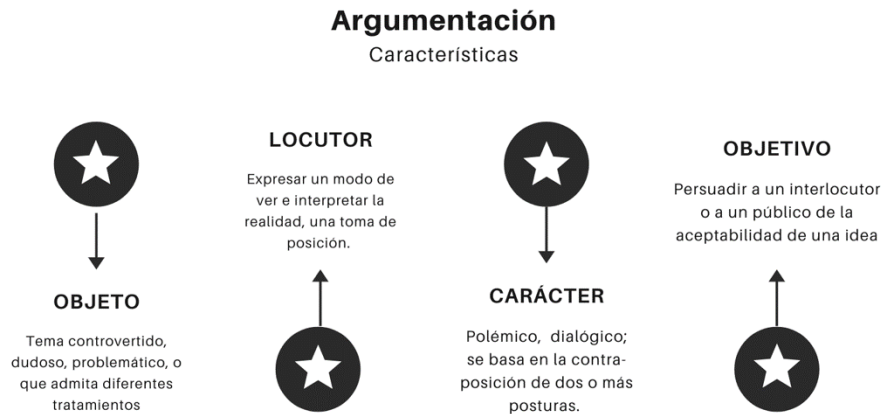 Argumentación
Características
OBJETO
Tema controvertido,
dudoso, problemático, o
que admita diferentes
tratamientos
LOCUTOR
Expresar un modo de
ver e interpretar la
realidad, una toma de
posición.
CARÁCTER
Polémico, dialógico;
se basa en la contra-
posición de dos o más
posturas.
OBJETIVO
Persuadir a un interlocutor
o a un público de la
aceptabilidad de una idea